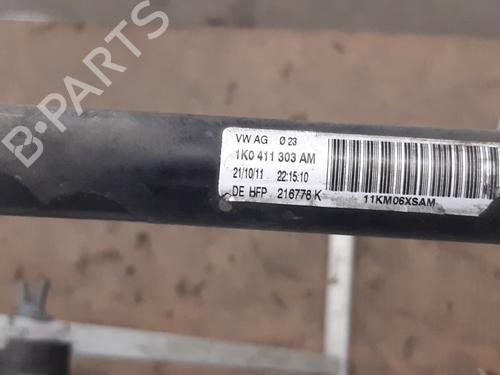 B-PARTS
VW AG Ø 23
1K0 411 303 AM
21/10/11 22:15:10
DE HFP 216776 K
11KM06XSAM